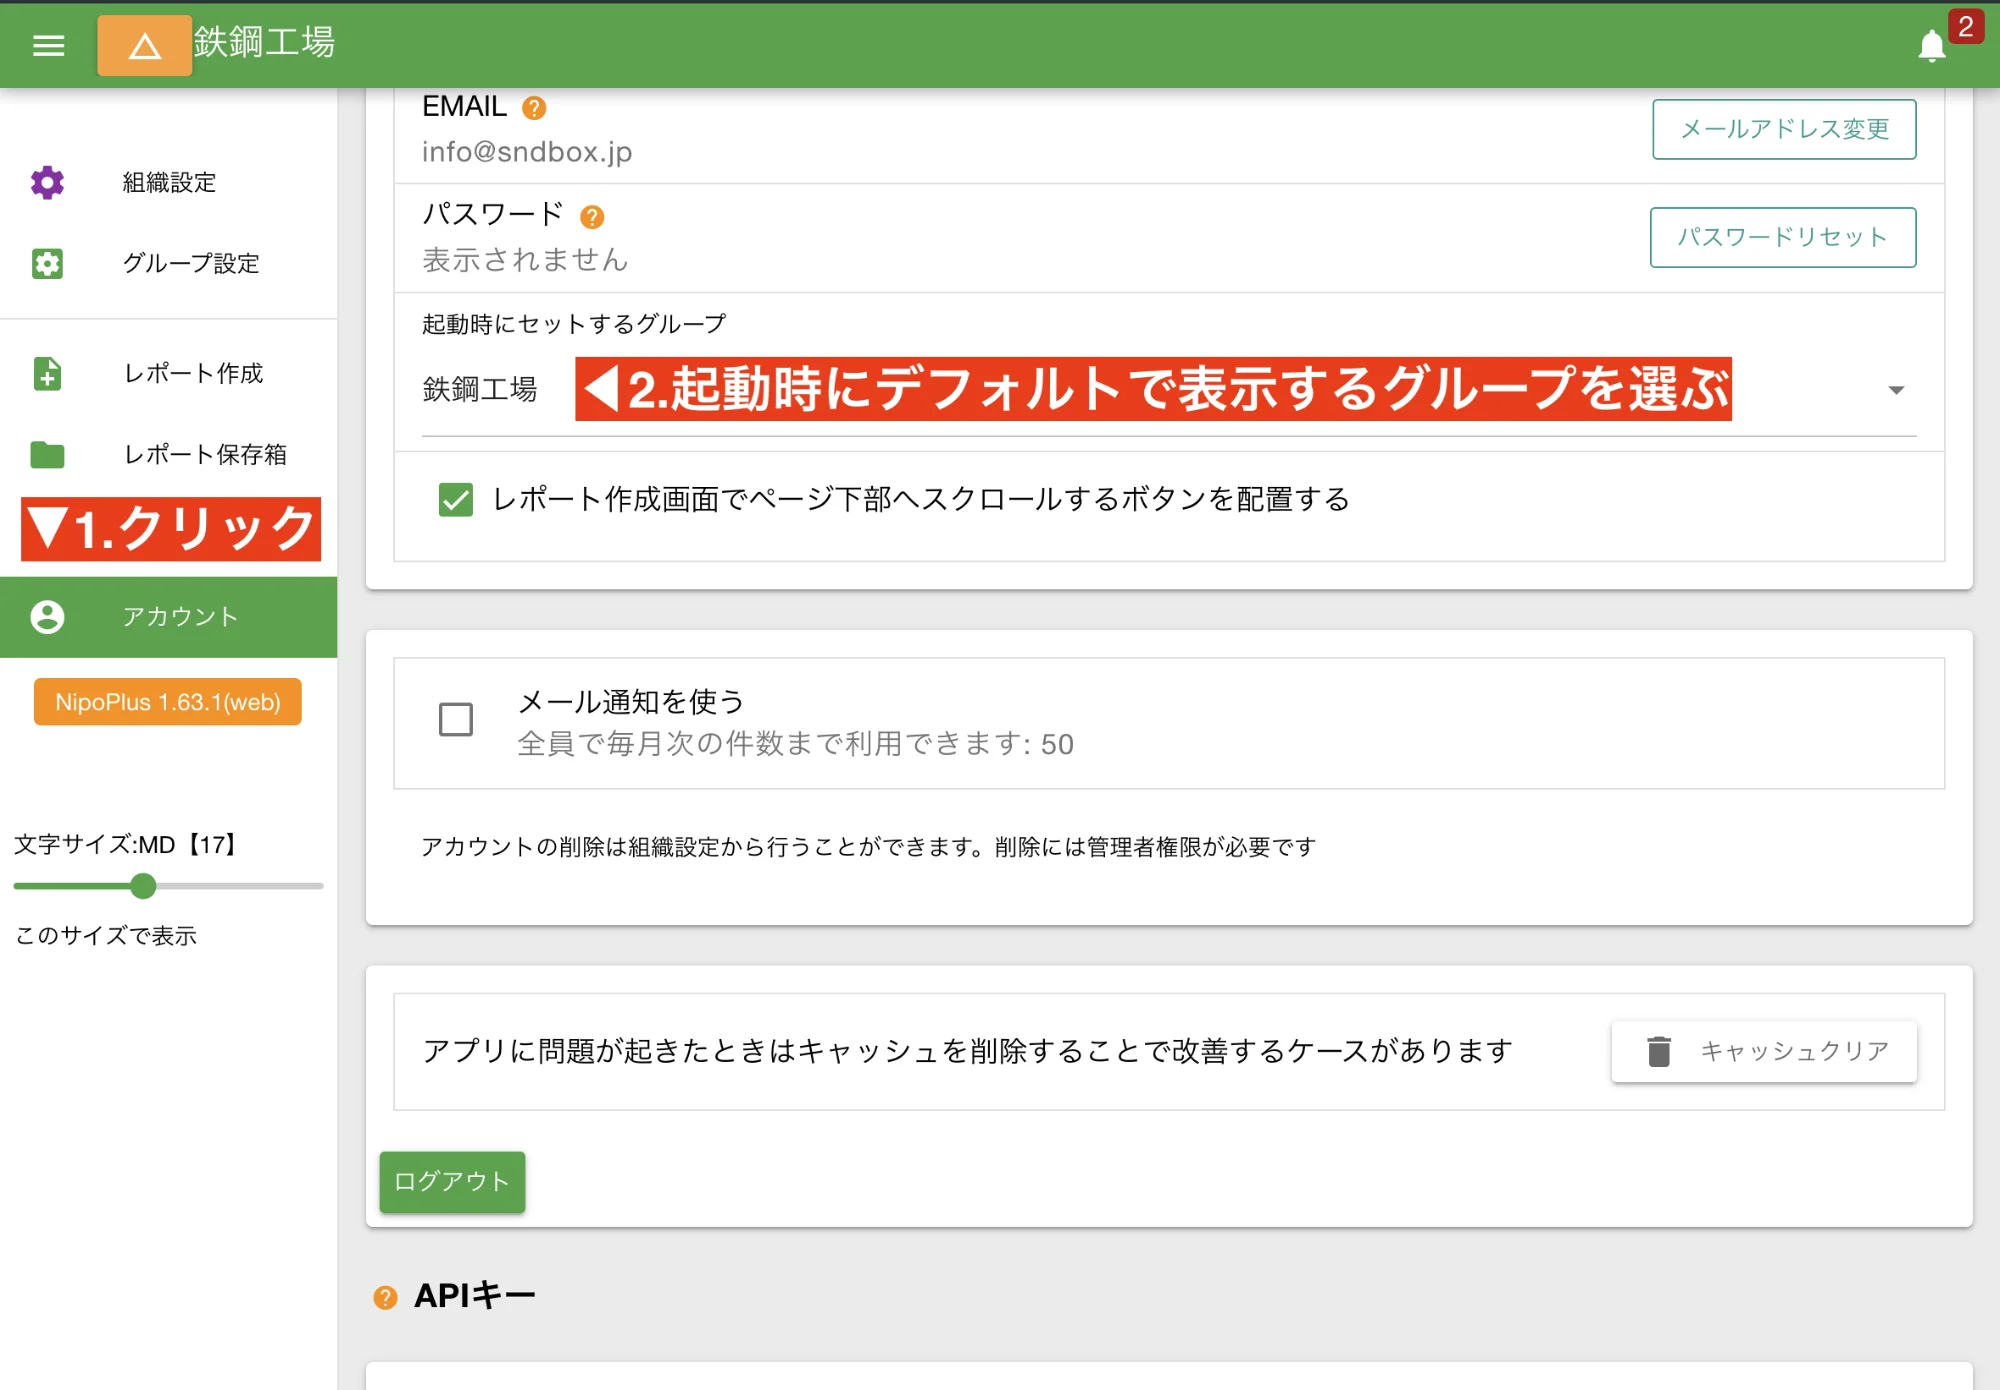 鉄鋼工場
2
組織設定
グループ設定
レポート作成
レポート保存箱
▼1.クリック
アカウント
NipoPlus 1.63.1(web)
文字サイズ:MD【17】
このサイズで表示
EMAIL
info@sndbox.jp
メールアドレス変更
パスワード
表示されません
パスワードリセット
起動時にセットするグループ
鉄鋼工場
◀2.起動時にデフォルトで表示するグループを選ぶ
レポート作成画面でページ下部へスクロールするボタンを配置する
メール通知を使う
全員で毎月次の件数まで利用できます: 50
アカウントの削除は組織設定から行うことができます。削除には管理者権限が必要です
アプリに問題が起きたときはキャッシュを削除することで改善するケースがあります
キャッシュクリア
ログアウト
APIキー